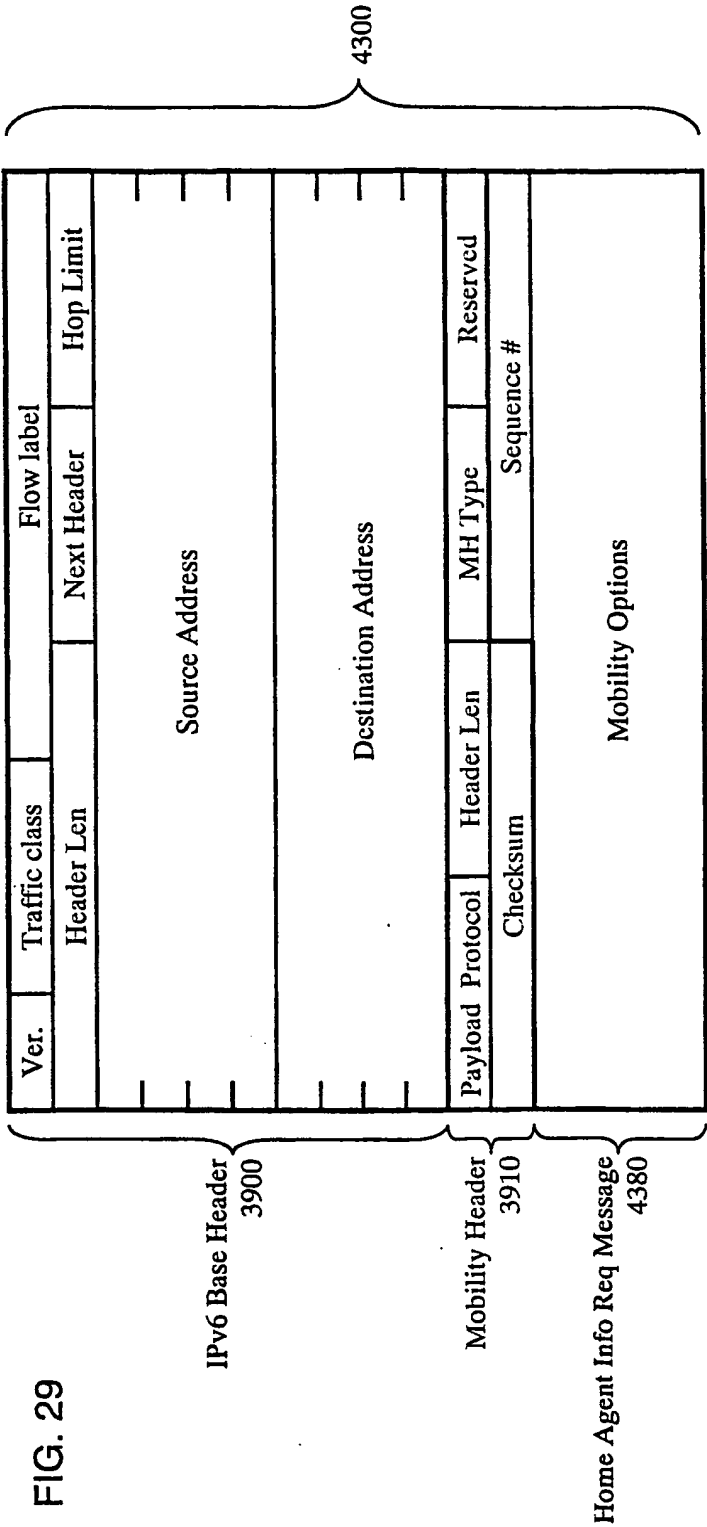 FIG. 29
Ver. Traffic class Flow label
Header Len Next Header Hop Limit
Source Address
Destination Address
Payload Protocol Header Len MH Type Reserved
Checksum Sequence #
Mobility Options
IPv6 Base Header
3900
Mobility Header
3910
Home Agent Info Req Message
4380
4300